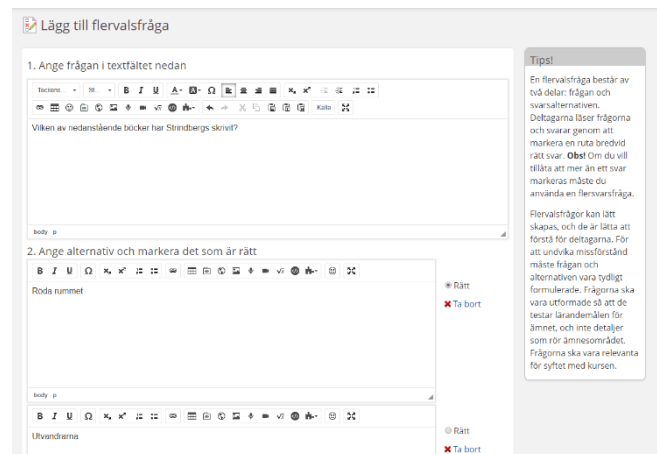 Lägg till flervalsfråga
1. Ange frågan i textfältet nedan
Teckens... St...
B I U A- A- Ω x, x²
Källa
Vilken av nedanstående böcker har Strindbergs skrivit?
body p
2. Ange alternativ och markera det som är rätt
B I U Ω x, x²
Röda rummet
Rätt
Ta bort
body p
B I U Ω x, x²
Utvandrarna
Rätt
Ta bort
Tips!
En flervalsfråga består av
två delar: frågan och
svarsalternativen.
Deltagarna läser frågorna
och svarar genom att
markera en ruta bredvid
rätt svar. Obs! Om du vill
tillåta att mer än ett svar
markeras måste du
använda en flersvarsfråga.
Flervalsfrågor kan lätt
skapas, och de är lätta att
förstå för deltagarna. För
att undvika missförstånd
måste frågan och
alternativen vara tydligt
formulerade. Frågorna ska
vara utformade så att de
testar lärandemålen för
ämnet, och inte detaljer
som rör ämnesområdet.
Frågorna ska vara relevanta
för syftet med kursen.